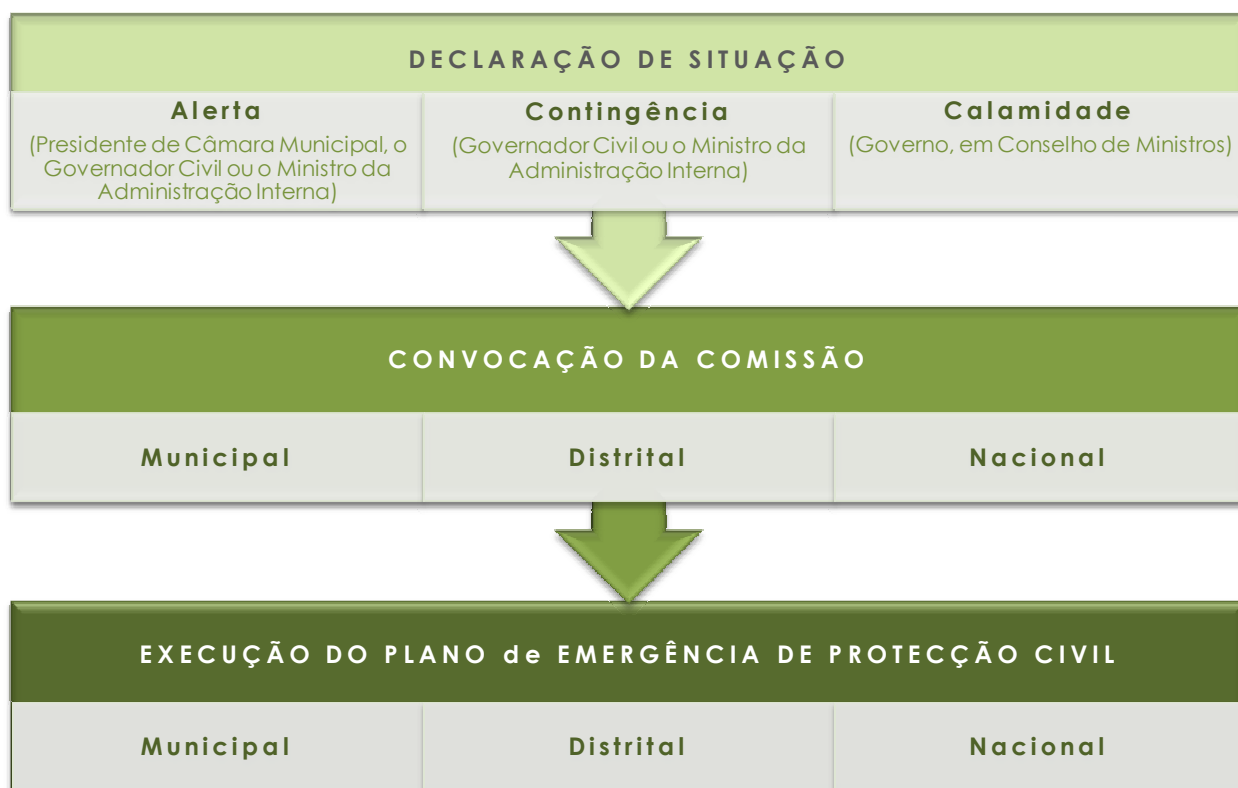 DECLARAÇÃO DE SITUAÇÃO
Alerta
(Presidente de Câmara Municipal, o
Governador Civil ou o Ministro da
Administração Interna)
Contingência
(Governador Civil ou o Ministro da
Administração Interna)
Calamidade
(Governo, em Conselho de Ministros)
CONVOCAÇÃO DA COMISSÃO
Municipal
Distrital
Nacional
EXECUÇÃO DO PLANO de EMERGÊNCIA DE PROTECÇÃO CIVIL
Municipal
Distrital
Nacional